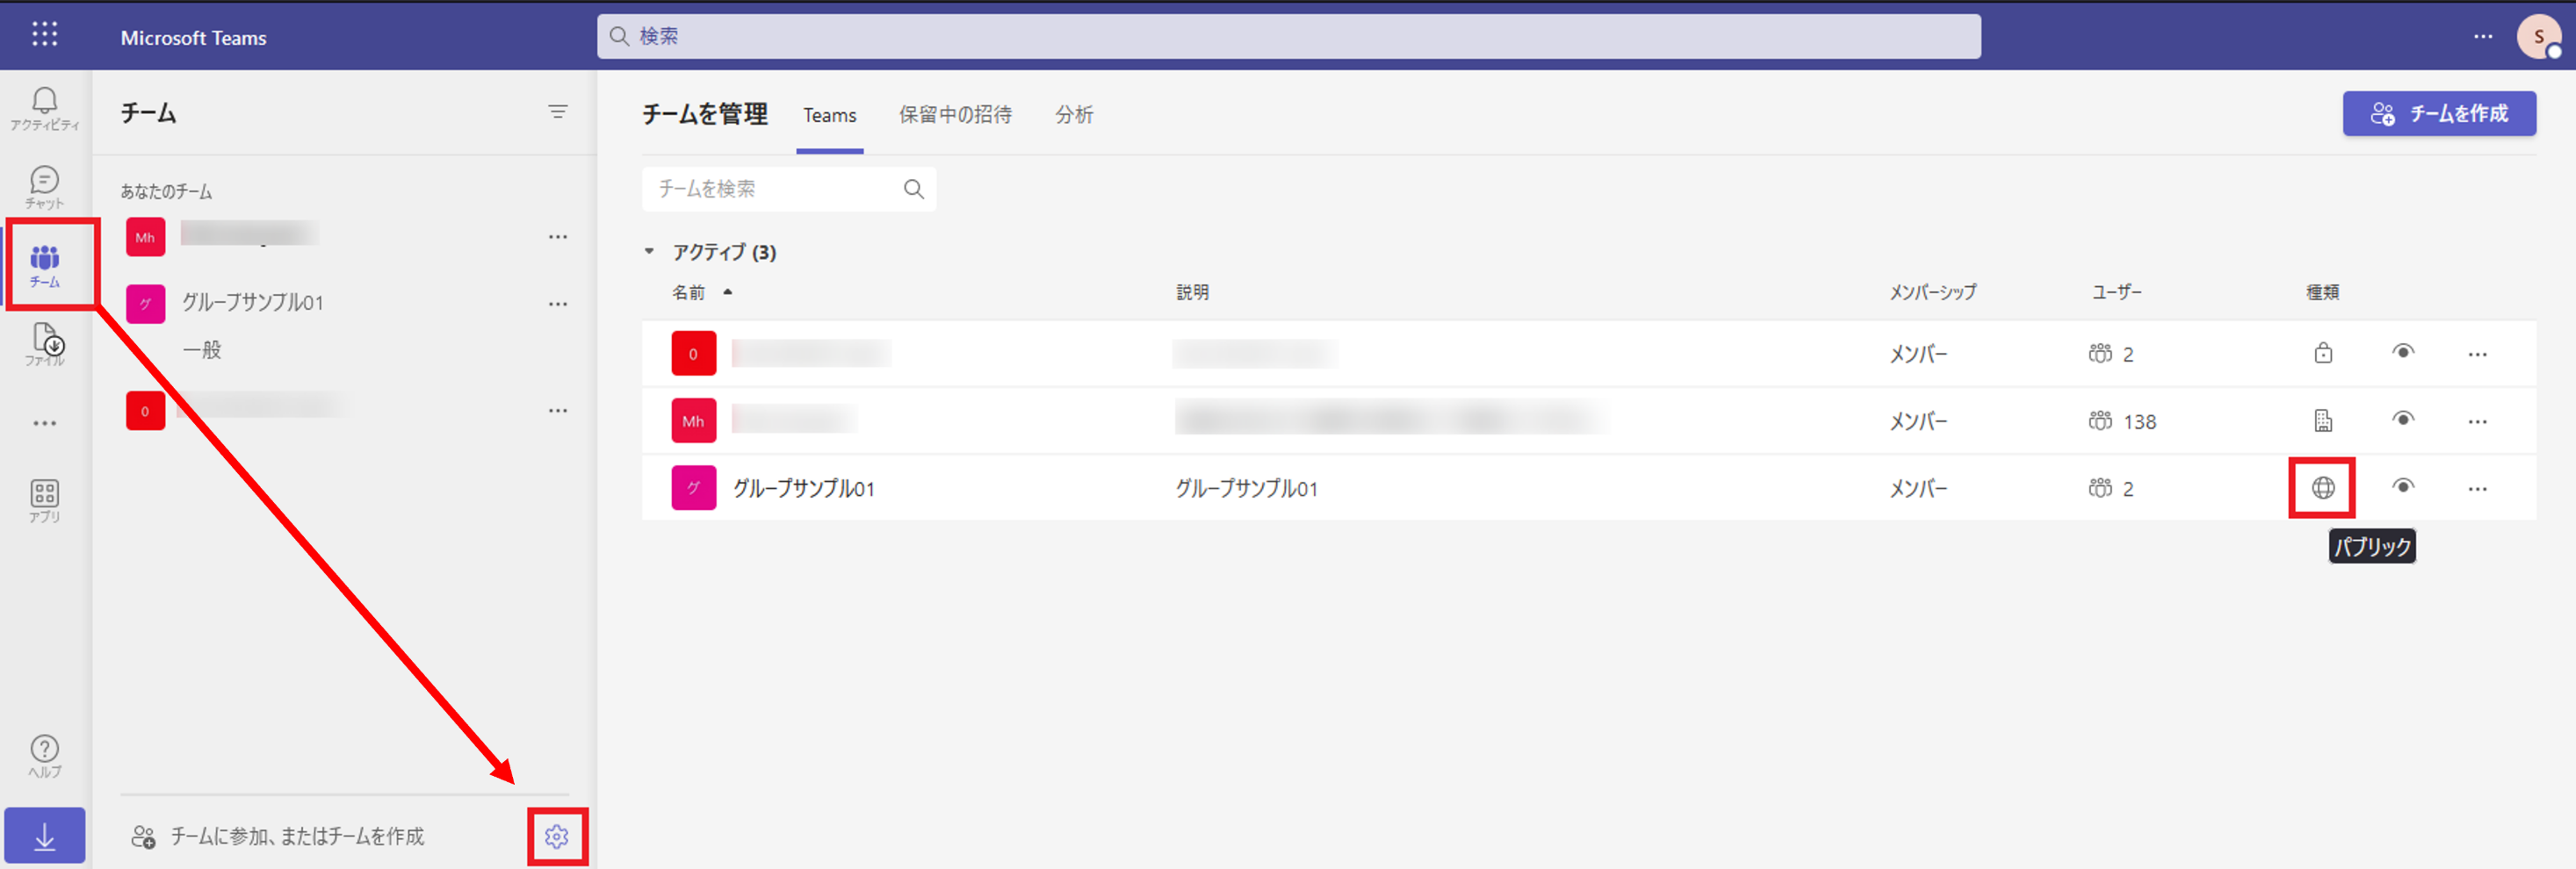 Microsoft Teams
検索
S
アクティビティ
チャット
チーム
ファイル
アプリ
ヘルプ
チーム
あなたのチーム
Mh
グ グループサンプル01
一般
0
チームに参加、またはチームを作成
チームを管理 Teams 保留中の招待 分析
チームを作成
チームを検索
アクティブ (3)
名前 説明 メンバーシップ ユーザー 種類
0 メンバー 2
Mh メンバー 138
グ グループサンプル01 グループサンプル01 メンバー 2
パブリック